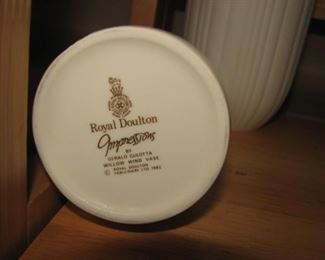 Royal Doulton
Impressions
BY
GERALD GULOTTA
WILLOW WIND VASE
© ROYAL DOULTON
TABLEWARE LTD 1983